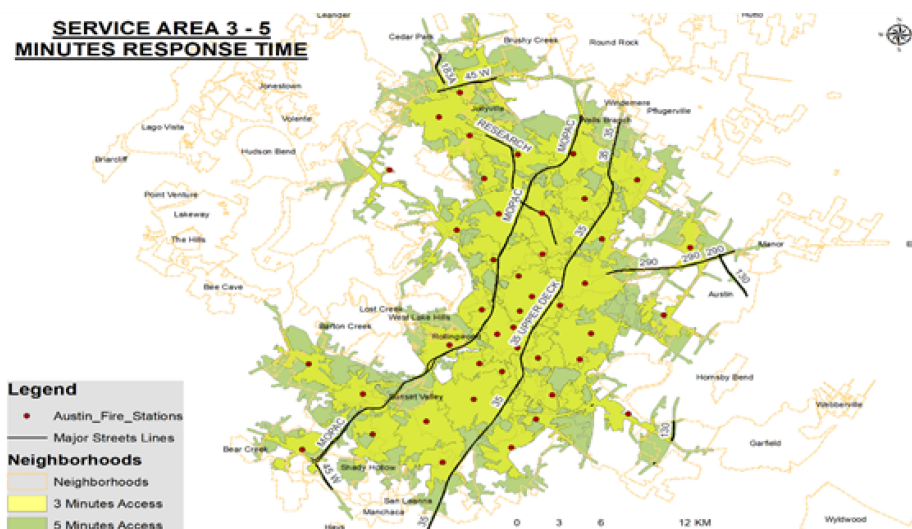 SERVICE AREA 3 - 5
MINUTES RESPONSE TIME
Leander
Hutto
Cedar Park
Brushy Creek
Round Rock
183A
45 W
Jonestown
Jollyville
Windemere
Pflugerville
Volente
Wells Branch
Lago Vista
RESEARCH
MOPAC
35
Hudson Bend
Briarcliff
35
Point Venture
MOPAC
Lakeway
35
The Hills
Manor
E
290
290
290
130
Bee Cave
Austin
Lost Creek
West Lake Hills
35 UPPER DECK
Barton Creek
Rollingwood
Hornsby Bend
Legend
Austin_Fire_Stations
Sunset Valley
35
Webberville
Major Streets Lines
MOPAC
130
Garfield
Neighborhoods
Bear Creek
45 W
Shady Hollow
Neighborhoods
3 Minutes Access
San Leanna
Manchaca
5 Minutes Access
Hays
35
0 3 6 12 KM
Wyldwood